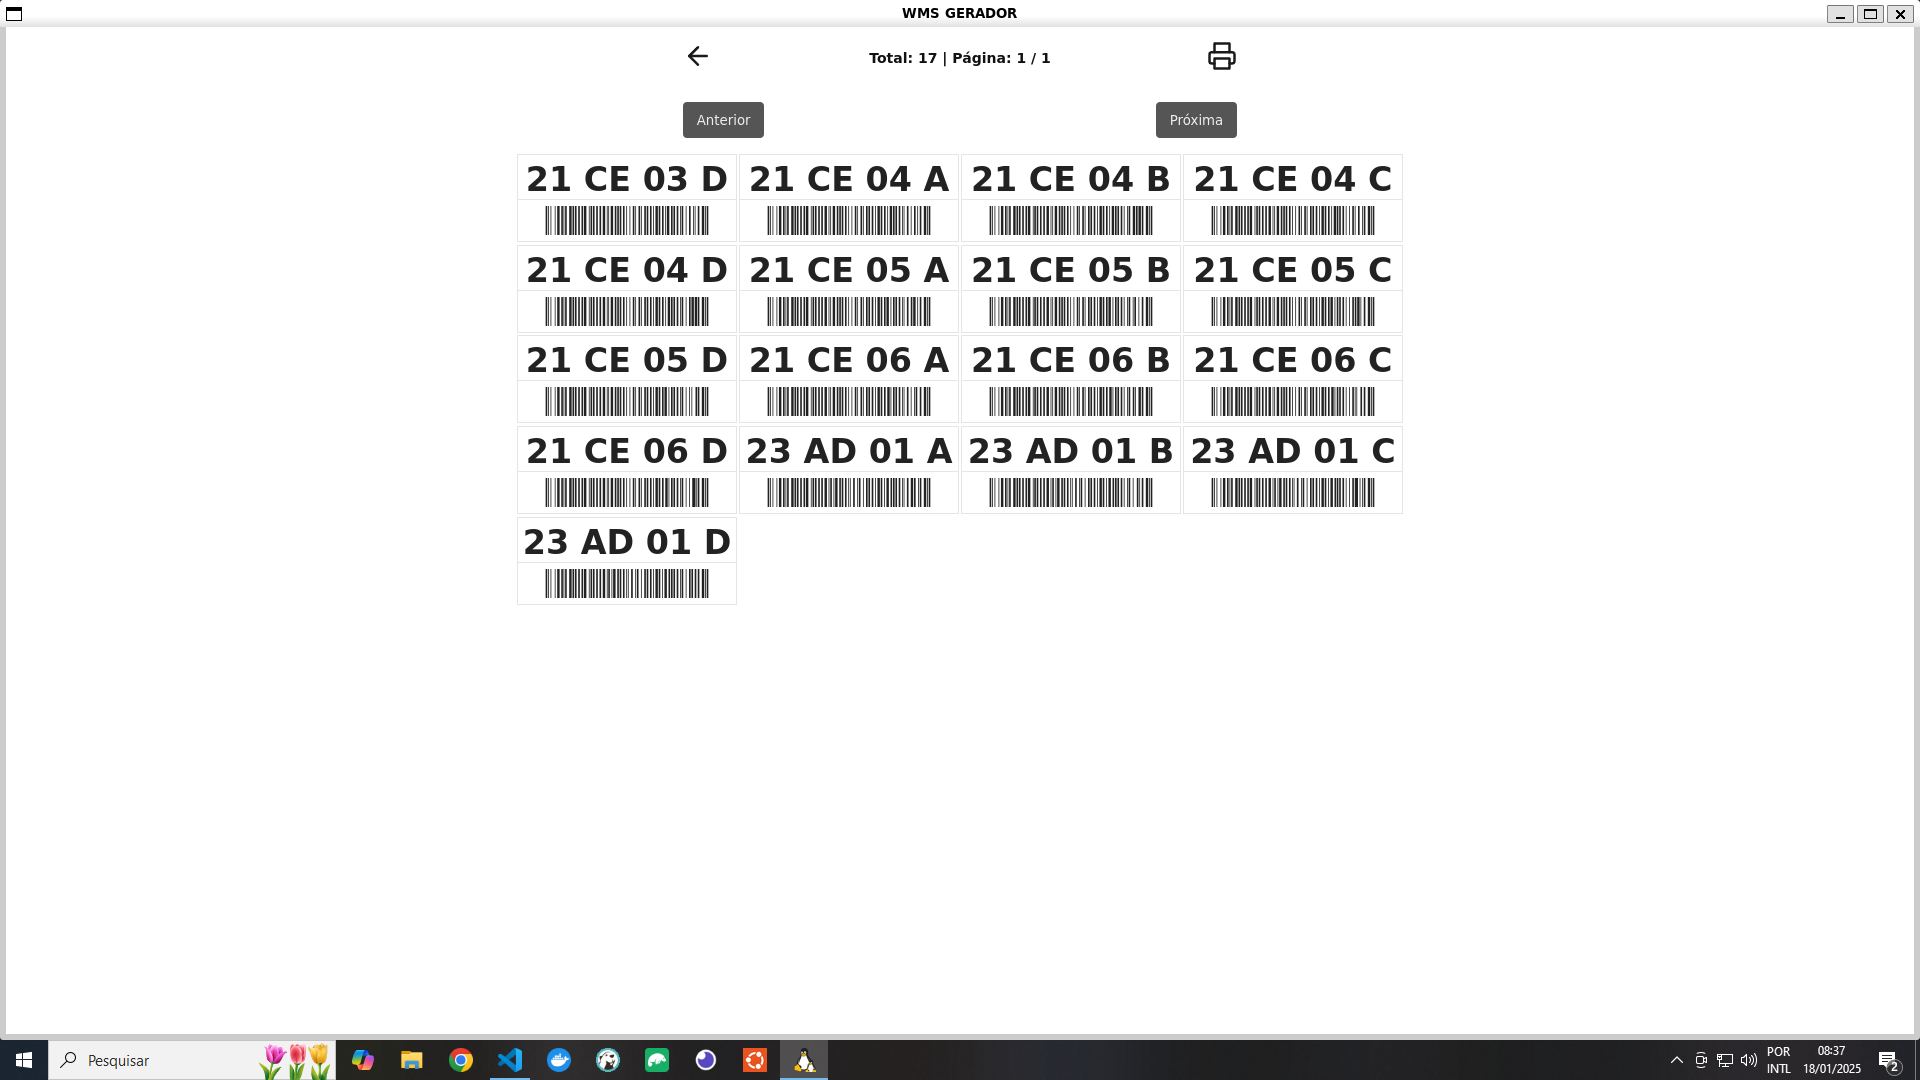 WMS GERADOR
Total: 17 | Página: 1 / 1
Anterior
Próxima
21 CE 03 D
21 CE 04 A
21 CE 04 B
21 CE 04 C
21 CE 04 D
21 CE 05 A
21 CE 05 B
21 CE 05 C
21 CE 05 D
21 CE 06 A
21 CE 06 B
21 CE 06 C
21 CE 06 D
23 AD 01 A
23 AD 01 B
23 AD 01 C
23 AD 01 D
Pesquisar
POR
INTL
08:37
18/01/2025
2